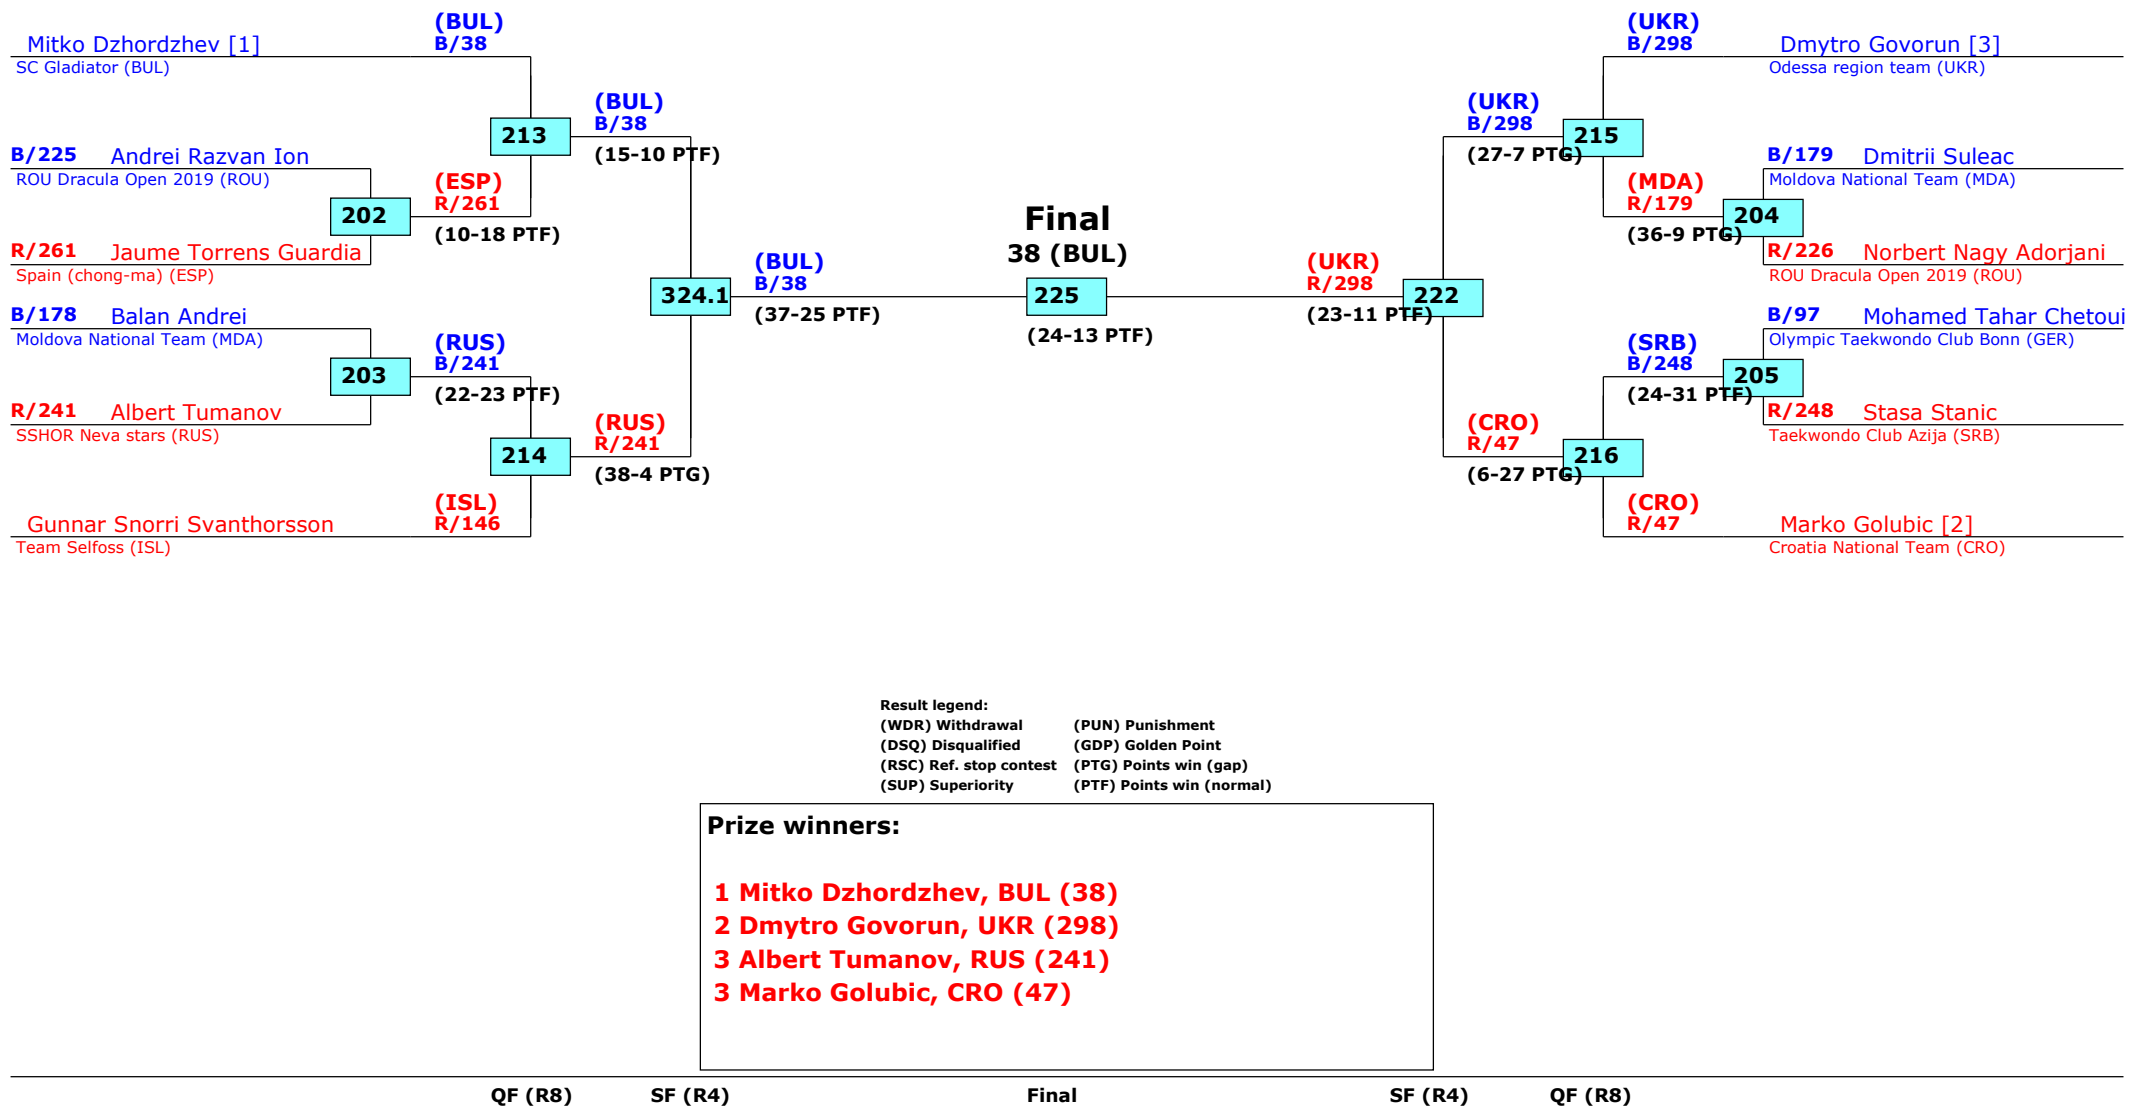 (BUL)
B/38
Mitko Dzhordzhev [1]
SC Gladiator (BUL)
(BUL)
B/38
213
(15-10 PTF)
B/225 Andrei Razvan Ion
ROU Dracula Open 2019 (ROU)
(ESP)
R/261
202
(10-18 PTF)
R/261 Jaume Torrens Guardia
Spain (chong-ma) (ESP)
324.1
(BUL)
B/38
(37-25 PTF)
B/178 Balan Andrei
Moldova National Team (MDA)
(RUS)
B/241
203
(22-23 PTF)
R/241 Albert Tumanov
SSHOR Neva stars (RUS)
(RUS)
R/241
214
(38-4 PTG)
(ISL)
R/146
Gunnar Snorri Svanthorsson
Team Selfoss (ISL)
Final
38 (BUL)
225
(24-13 PTF)
(UKR)
B/298
Dmytro Govorun [3]
Odessa region team (UKR)
(UKR)
B/298
215
(27-7 PTG)
B/179 Dmitrii Suleac
Moldova National Team (MDA)
(MDA)
R/179
204
(36-9 PTG)
R/226 Norbert Nagy Adorjani
ROU Dracula Open 2019 (ROU)
(UKR)
R/298
222
(23-11 PTF)
B/97 Mohamed Tahar Chetoui
Olympic Taekwondo Club Bonn (GER)
(SRB)
B/248
205
(24-31 PTF)
R/248 Stasa Stanic
Taekwondo Club Azija (SRB)
(CRO)
R/47
216
(6-27 PTG)
(CRO)
R/47
Marko Golubic [2]
Croatia National Team (CRO)
Result legend:
(WDR) Withdrawal (PUN) Punishment
(DSQ) Disqualified (GDP) Golden Point
(RSC) Ref. stop contest (PTG) Points win (gap)
(SUP) Superiority (PTF) Points win (normal)
Prize winners:
1 Mitko Dzhordzhev, BUL (38)
2 Dmytro Govorun, UKR (298)
3 Albert Tumanov, RUS (241)
3 Marko Golubic, CRO (47)
QF (R8) SF (R4) Final SF (R4) QF (R8)